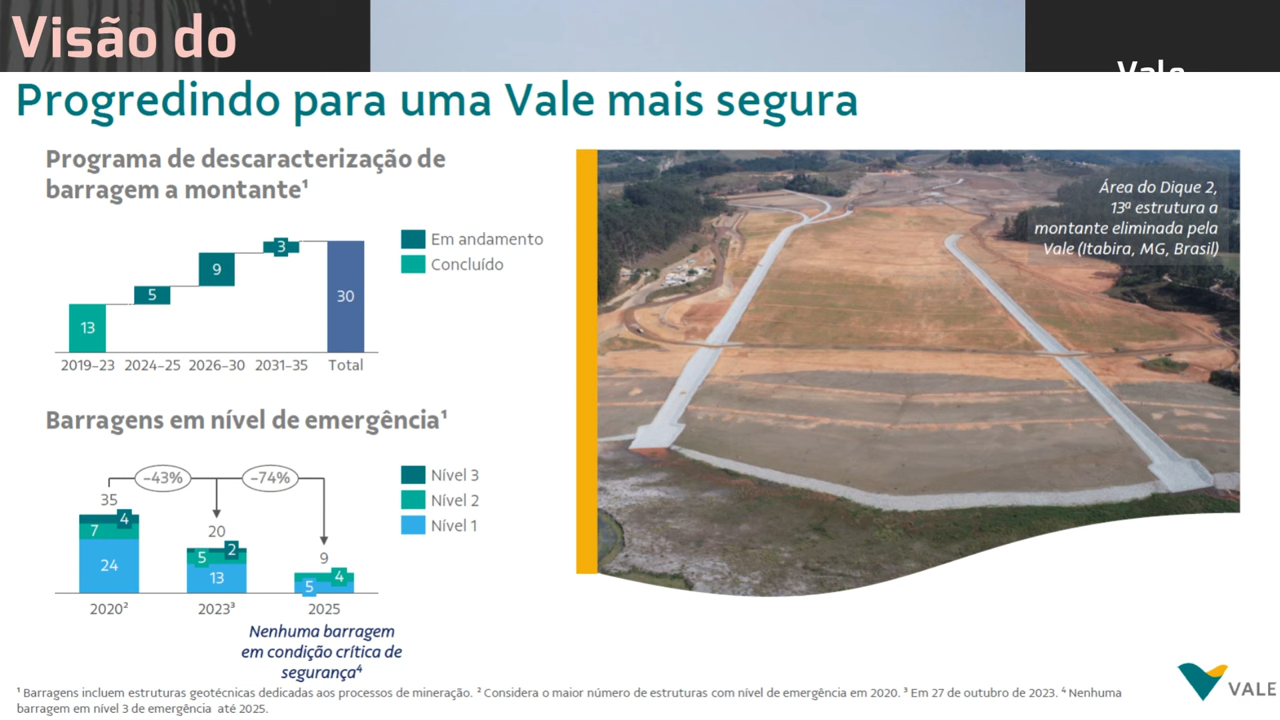 Visão do
Vale
Progredindo para uma Vale mais segura
Programa de descaracterização de
barragem a montante¹
Em andamento
Concluído
13
5
9
3
30
2019–23
2024–25
2026–30
2031–35
Total
Barragens em nível de emergência¹
–43%
–74%
Nível 3
Nível 2
Nível 1
35
4
7
24
20
2
5
13
9
4
5
2020²
2023³
2025
Nenhuma barragem
em condição crítica de
segurança⁴
Área do Dique 2,
13ª estrutura a
montante eliminada pela
Vale (Itabira, MG, Brasil)
¹ Barragens incluem estruturas geotécnicas dedicadas aos processos de mineração. ² Considera o maior número de estruturas com nível de emergência em 2020. ³ Em 27 de outubro de 2023. ⁴ Nenhuma
barragem em nível 3 de emergência até 2025.
VALE